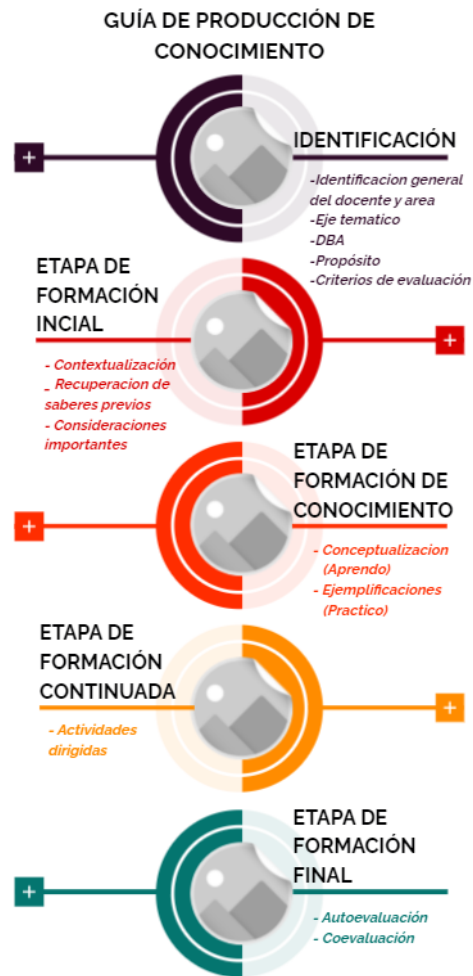 GUÍA DE PRODUCCIÓN DE
CONOCIMIENTO
IDENTIFICACIÓN
-Identificacion general
del docente y area
-Eje tematico
-DBA
-Propósito
-Criterios de evaluación
ETAPA DE
FORMACIÓN
INCIAL
- Contextualización
_ Recuperacion de
saberes previos
- Consideraciones
importantes
ETAPA DE
FORMACIÓN DE
CONOCIMIENTO
- Conceptualizacion
(Aprendo)
- Ejemplificaciones
(Practico)
ETAPA DE
FORMACIÓN
CONTINUADA
- Actividades
dirigidas
ETAPA DE
FORMACIÓN
FINAL
- Autoevaluación
- Coevaluación